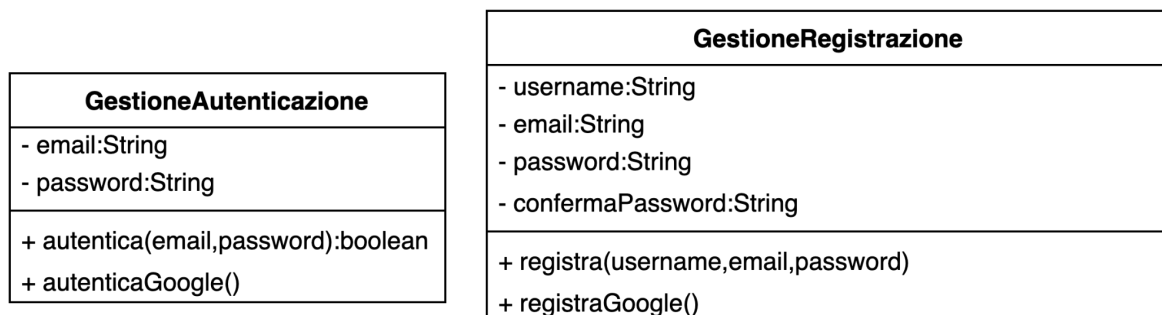 GestioneAutenticazione
- email:String
- password:String
+ autentica(email,password):boolean
+ autenticaGoogle()
GestioneRegistrazione
- username:String
- email:String
- password:String
- confermaPassword:String
+ registra(username,email,password)
+ registraGoogle()